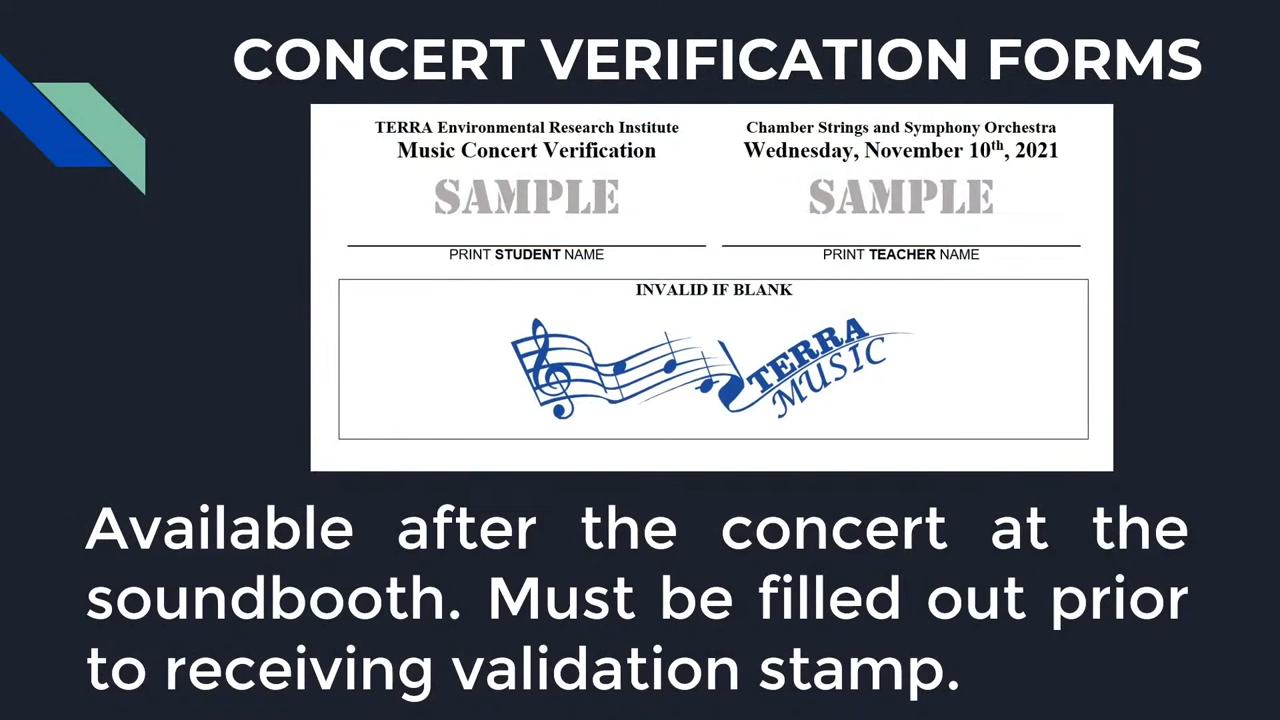 CONCERT VERIFICATION FORMS
TERRA Environmental Research Institute
Music Concert Verification
SAMPLE
PRINT STUDENT NAME
Chamber Strings and Symphony Orchestra
Wednesday, November 10th, 2021
SAMPLE
PRINT TEACHER NAME
INVALID IF BLANK
TERRA
MUSIC
Available after the concert at the
soundbooth. Must be filled out prior
to receiving validation stamp.